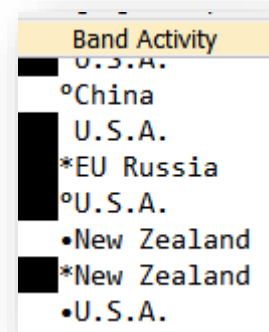 Band Activity
U.S.A.
ºChina
U.S.A.
*EU Russia
ºU.S.A.
•New Zealand
*New Zealand
•U.S.A.